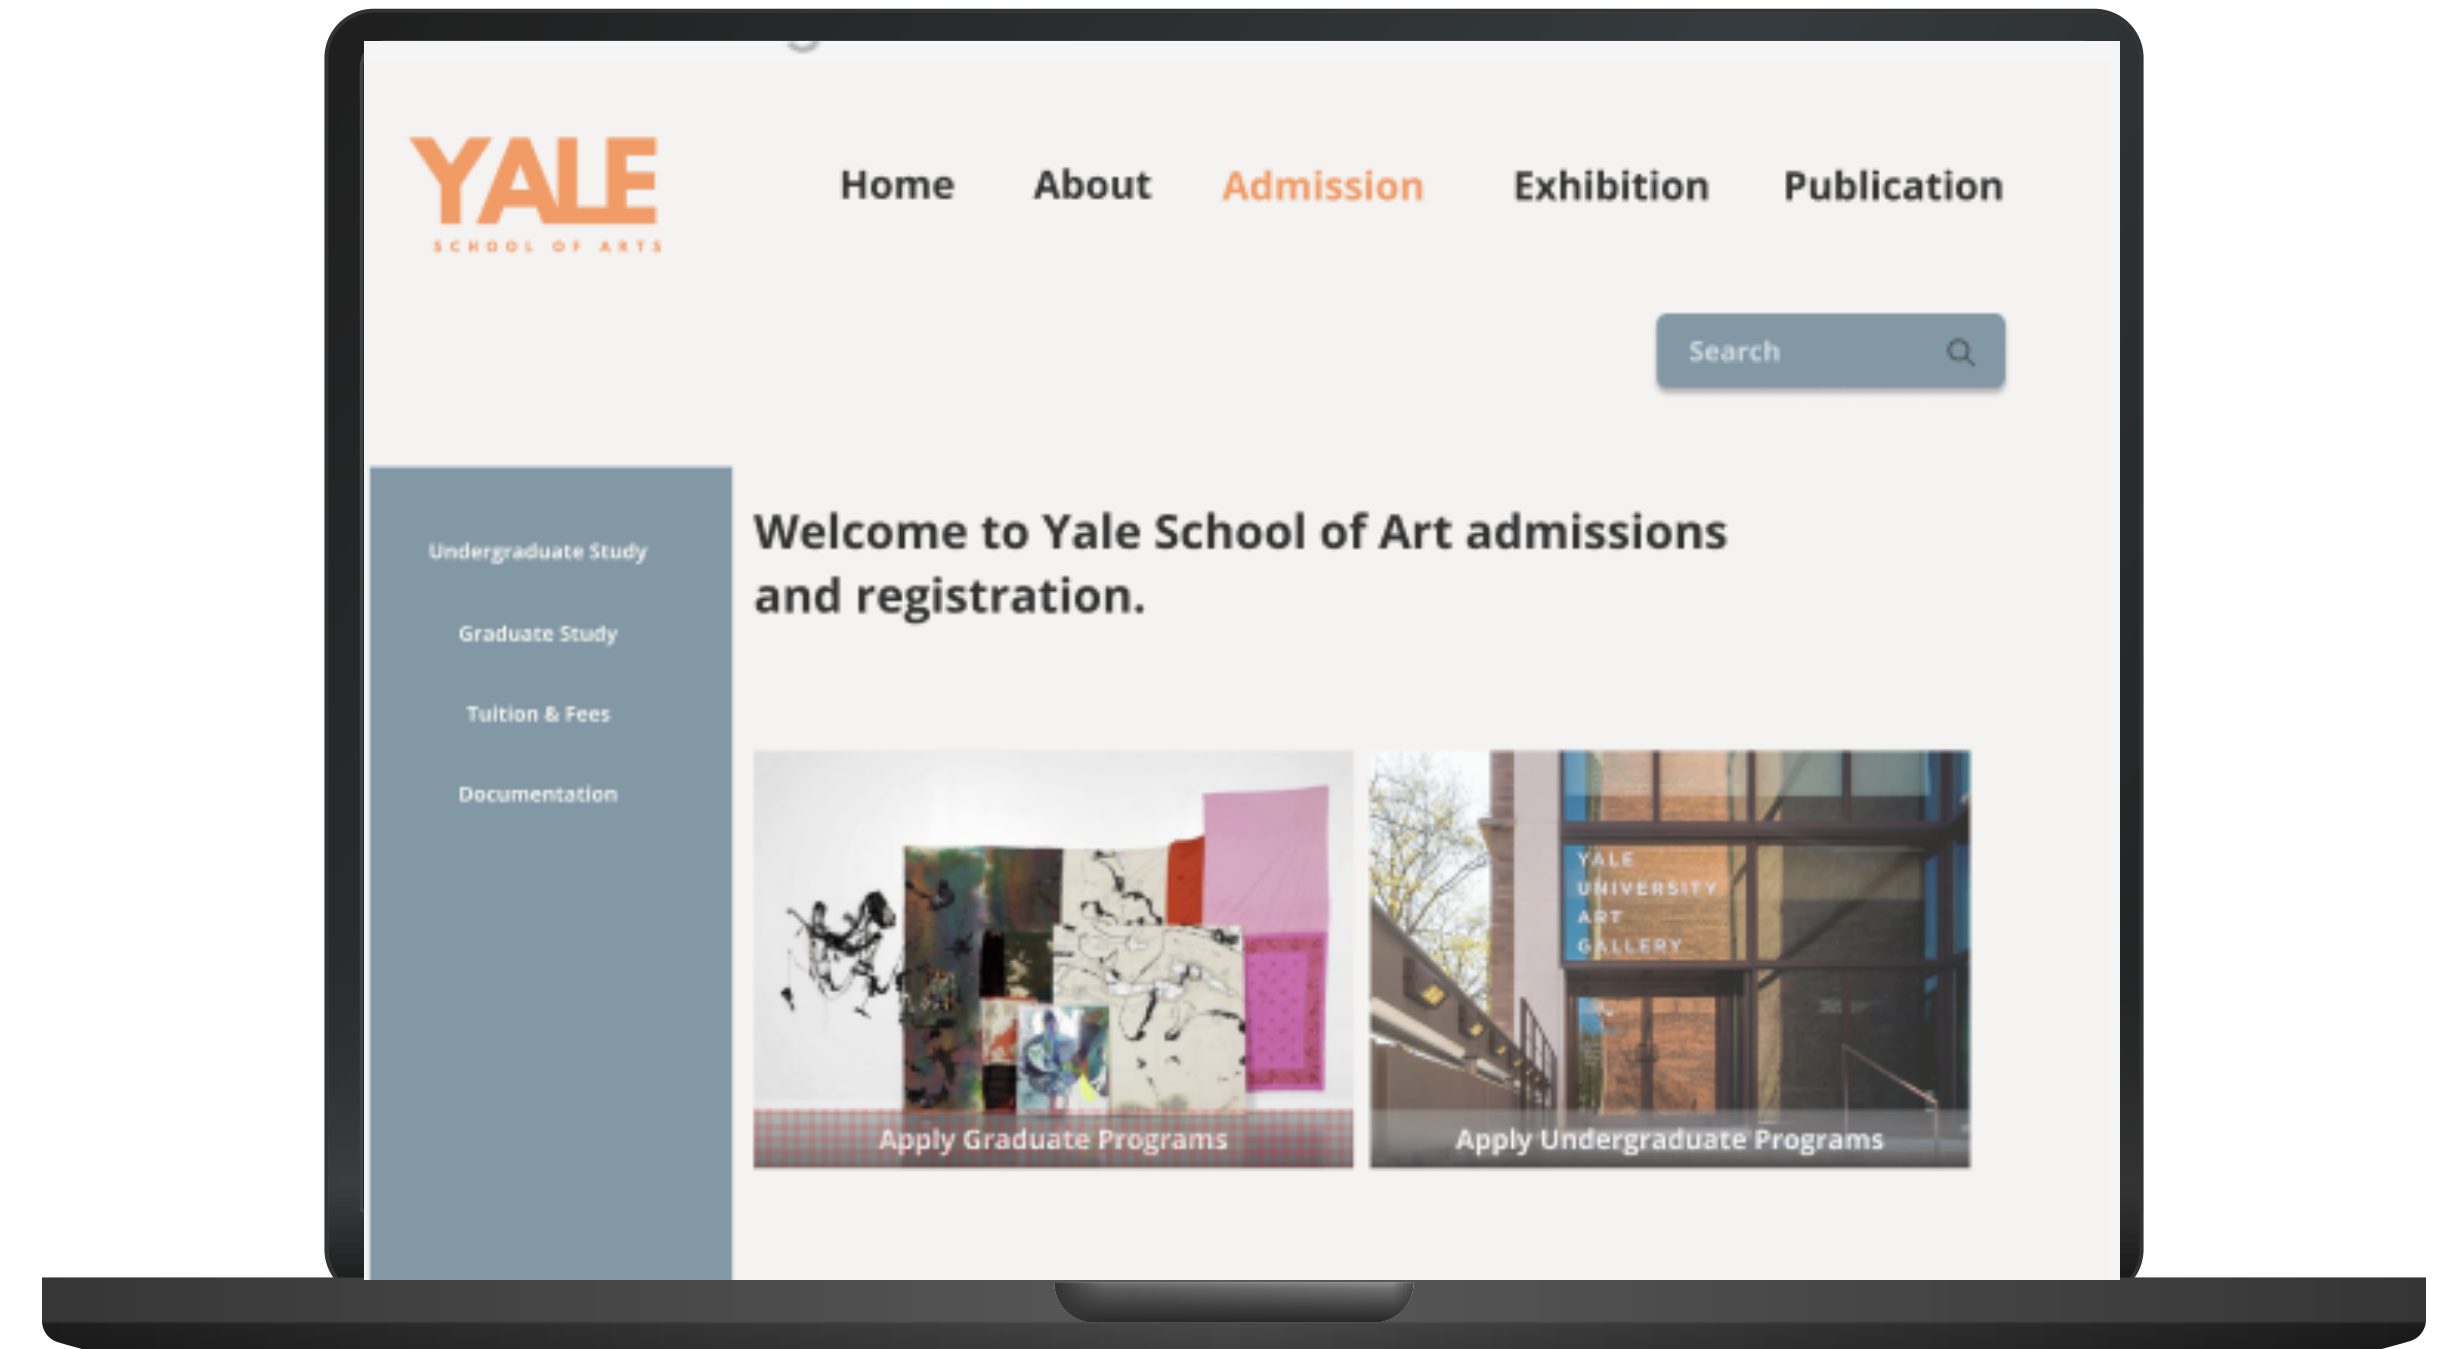 YALE
SCHOOL OF ARTS
Home About Admission Exhibition Publication
Search
Undergraduate Study
Graduate Study
Tuition & Fees
Documentation
Welcome to Yale School of Art admissions
and registration.
YALE
UNIVERSITY
ART
GALLERY
Apply Graduate Programs
Apply Undergraduate Programs